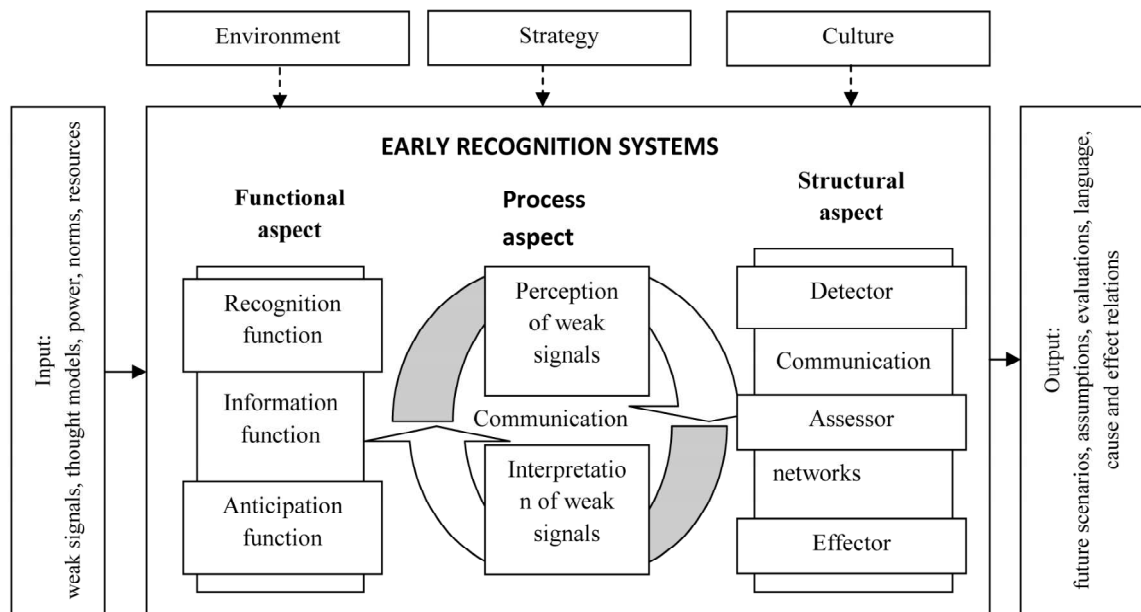 Environment
Strategy
Culture
Input:
weak signals, thought models, power, norms, resources
EARLY RECOGNITION SYSTEMS
Functional
aspect
Recognition
function
Information
function
Anticipation
function
Process
aspect
Perception
of weak
signals
Communication
Interpretatio
n of weak
signals
Structural
aspect
Detector
Communication
Assessor
networks
Effector
Output:
future scenarios, assumptions, evaluations, language,
cause and effect relations